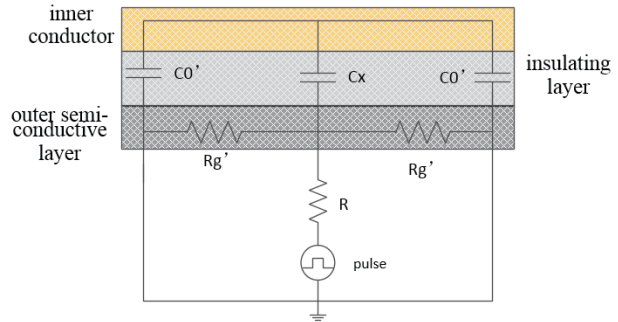 inner
conductor
C0’
Cx
C0’
insulating
layer
outer semi-
conductive
layer
Rg’
Rg’
R
pulse